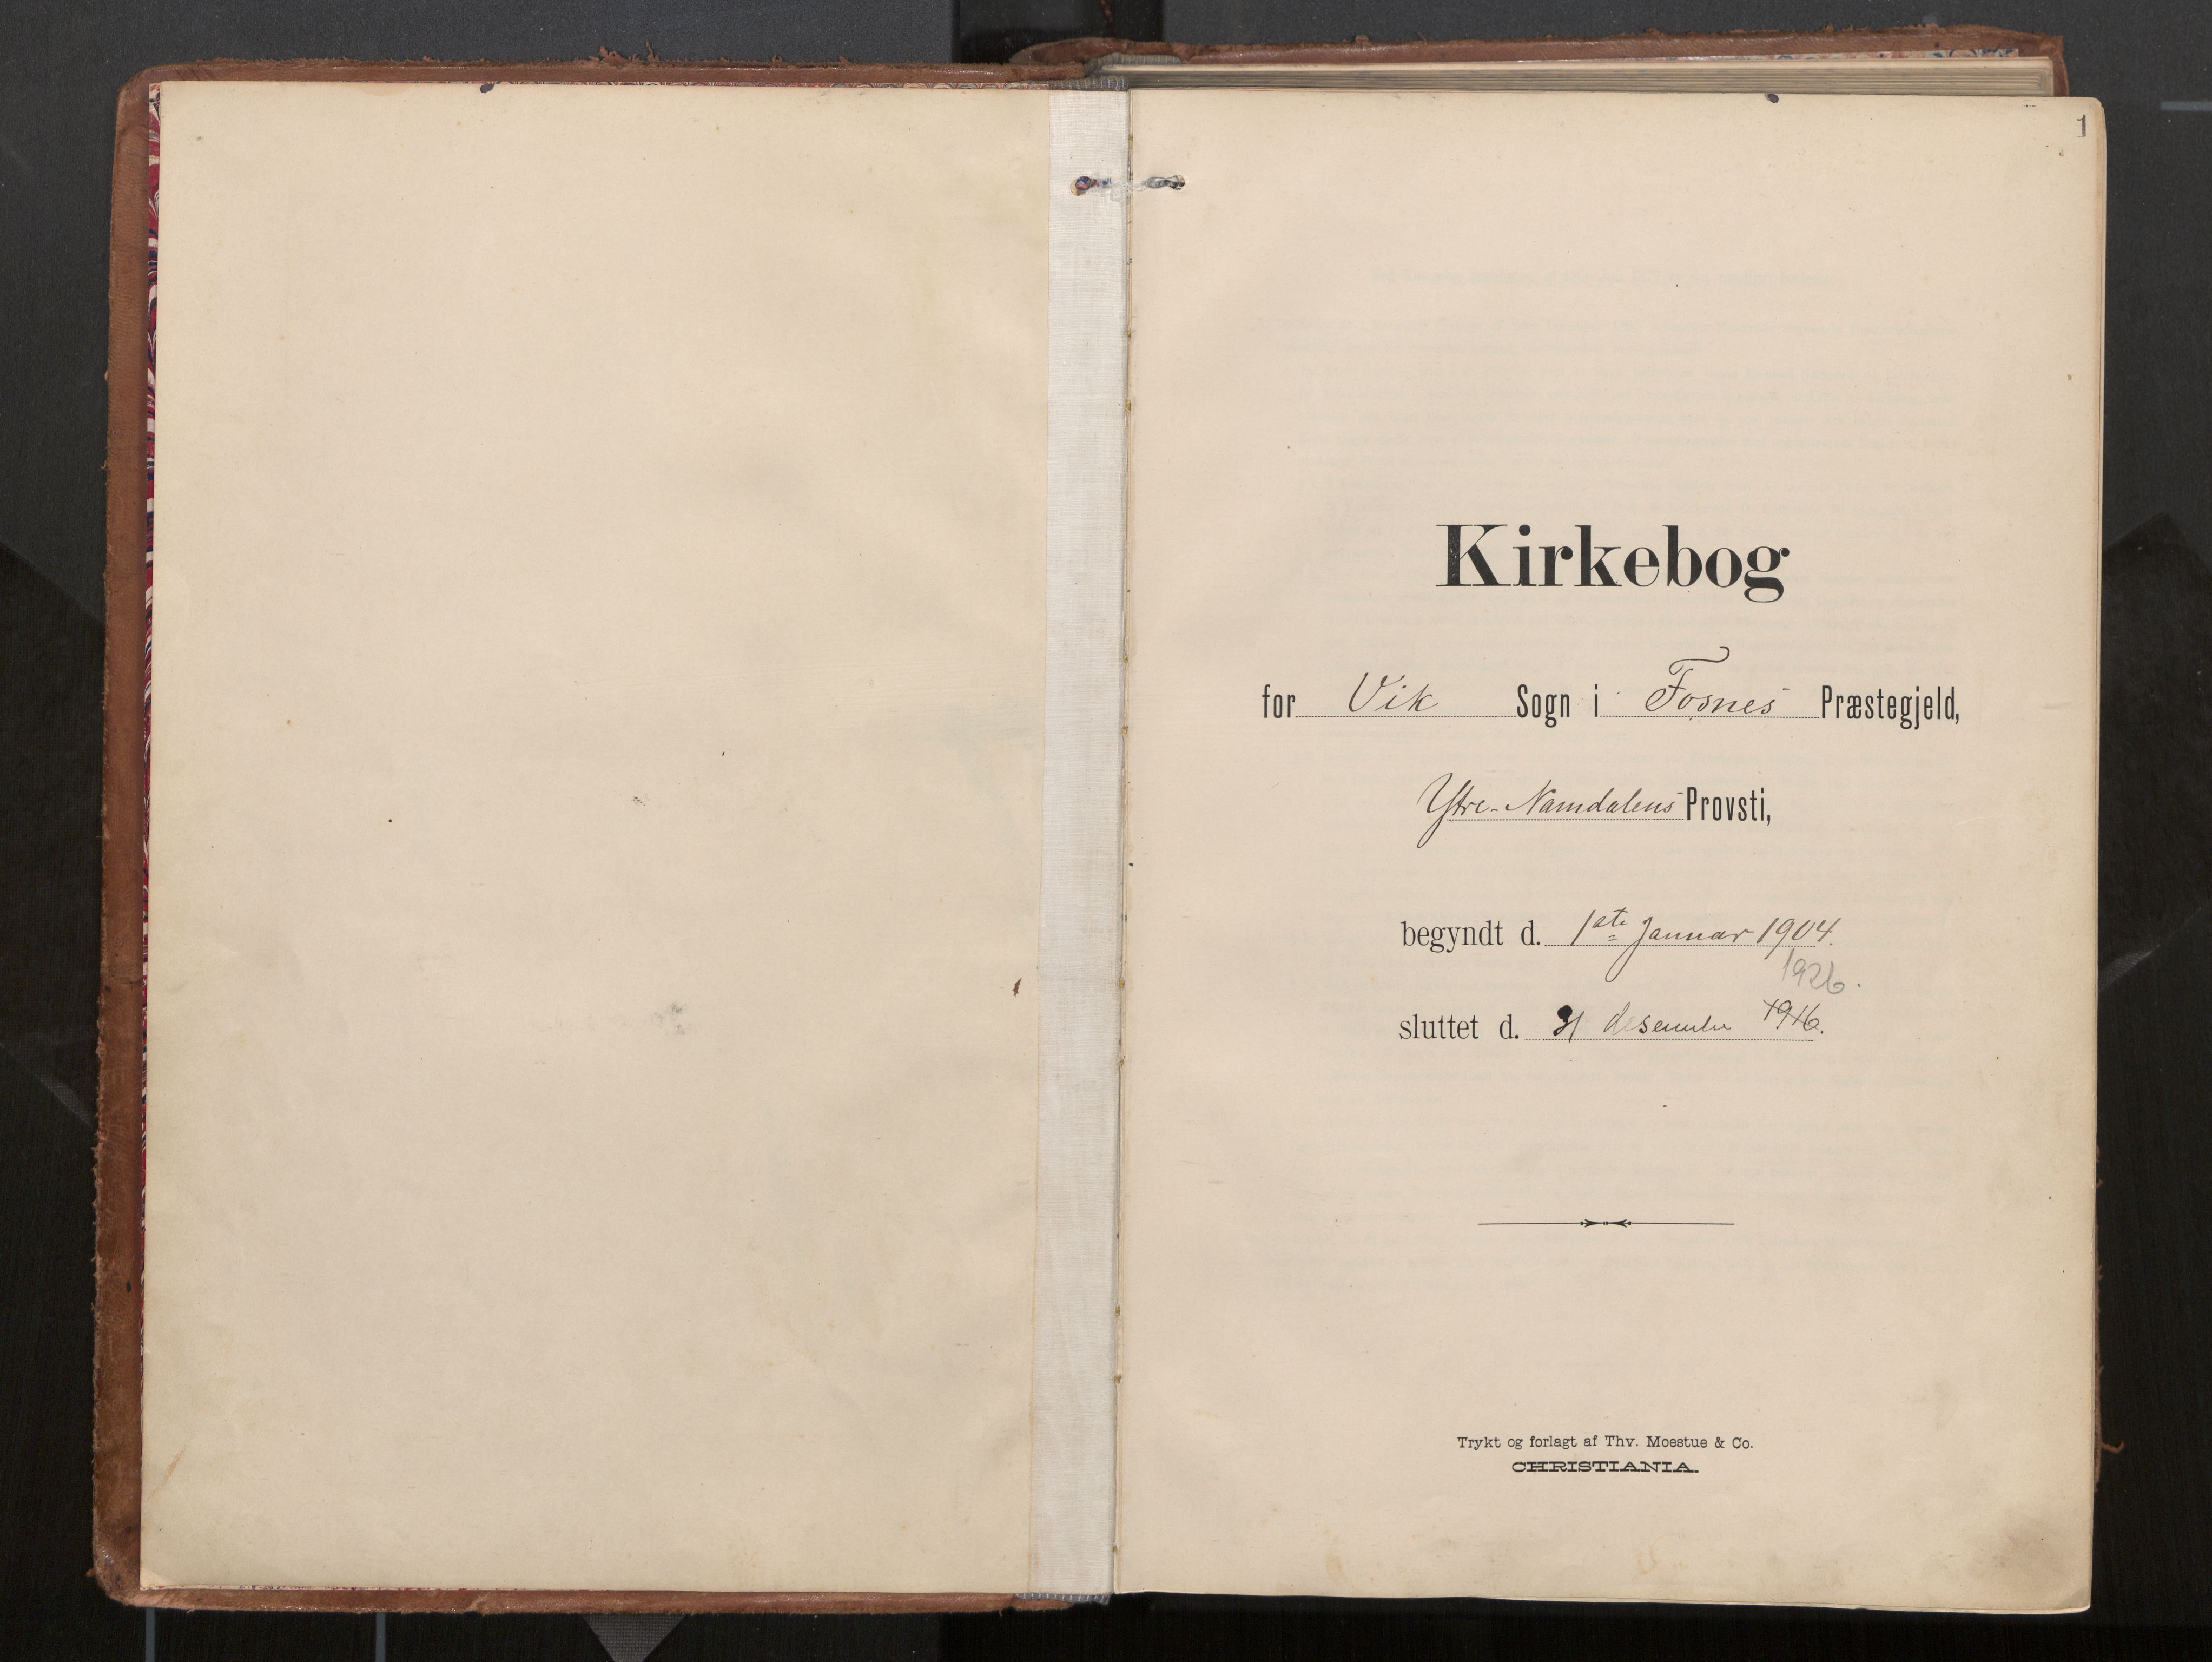 1
Kirkebog
for Vik Sogn i Fosnes Præstegjeld,
Ytre-Namdalens Provsti,
begyndt d. 1ste Januar 1904.
1926.
sluttet d. 31 desember 1916.
Trykt og forlagt af Thv. Moestue & Co.
CHRISTIANIA.